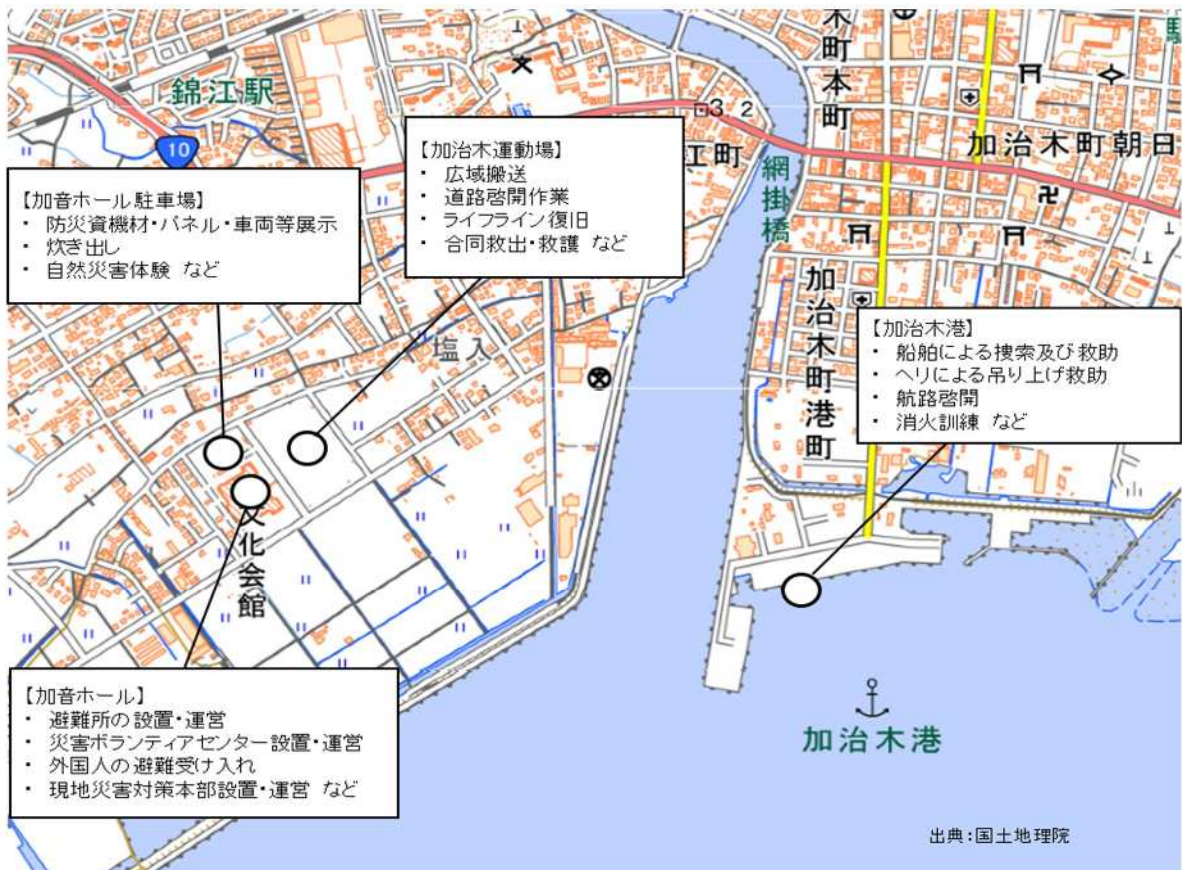 錦江駅
10
3.2
木町本町
江町
網掛橋
加治木町朝日
【加音ホール駐車場】
・ 防災資機材・パネル・車両等展示
・ 炊き出し
・ 自然災害体験 など
【加治木運動場】
・ 広域搬送
・ 道路啓開作業
・ ライフライン復旧
・ 合同救出・救護 など
塩入
加治木町港町
【加治木港】
・ 船舶による捜索及び救助
・ ヘリによる吊り上げ救助
・ 航路啓開
・ 消火訓練 など
文化会館
【加音ホール】
・ 避難所の設置・運営
・ 災害ボランティアセンター設置・運営
・ 外国人の避難受け入れ
・ 現地災害対策本部設置・運営 など
加治木港
出典：国土地理院